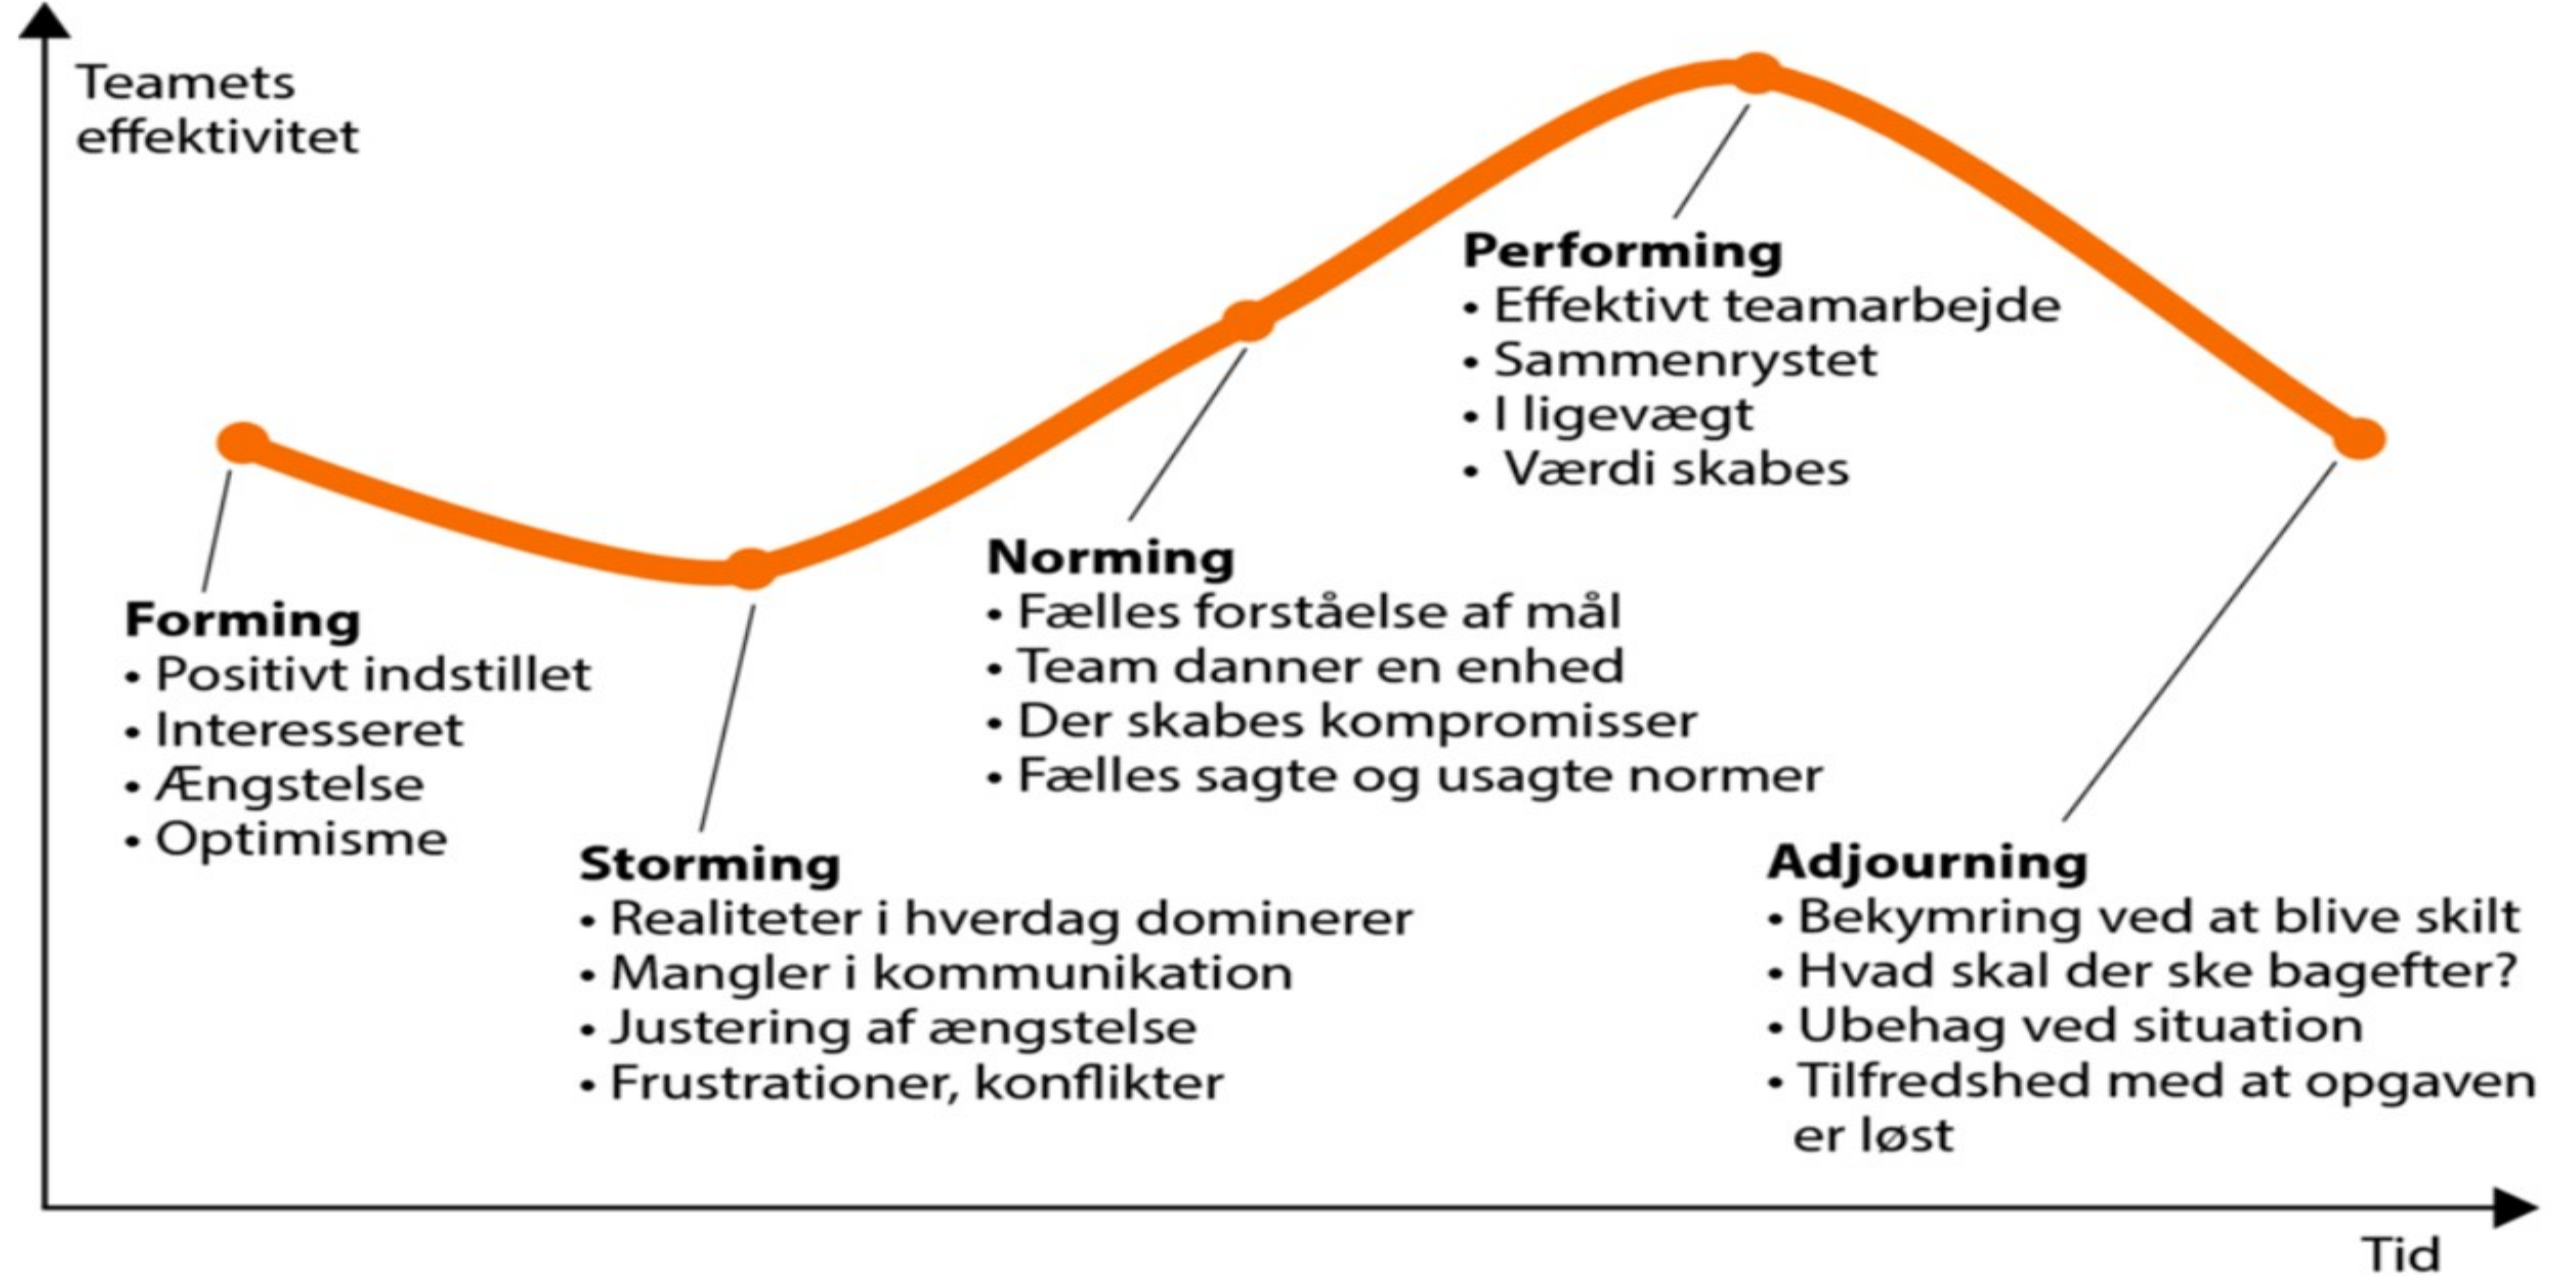 Teamets
effektivitet
Forming
• Positivt indstillet
• Interesseret
• Ængstelse
• Optimisme
Storming
• Realiteter i hverdag dominerer
• Mangler i kommunikation
• Justering af ængstelse
• Frustrationer, konflikter
Norming
• Fælles forståelse af mål
• Team danner en enhed
• Der skabes kompromisser
• Fælles sagte og usagte normer
Performing
• Effektivt teamarbejde
• Sammenrystet
• I ligevægt
• Værdi skabes
Adjourning
• Bekymring ved at blive skilt
• Hvad skal der ske bagefter?
• Ubehag ved situation
• Tilfredshed med at opgaven
er løst
Tid